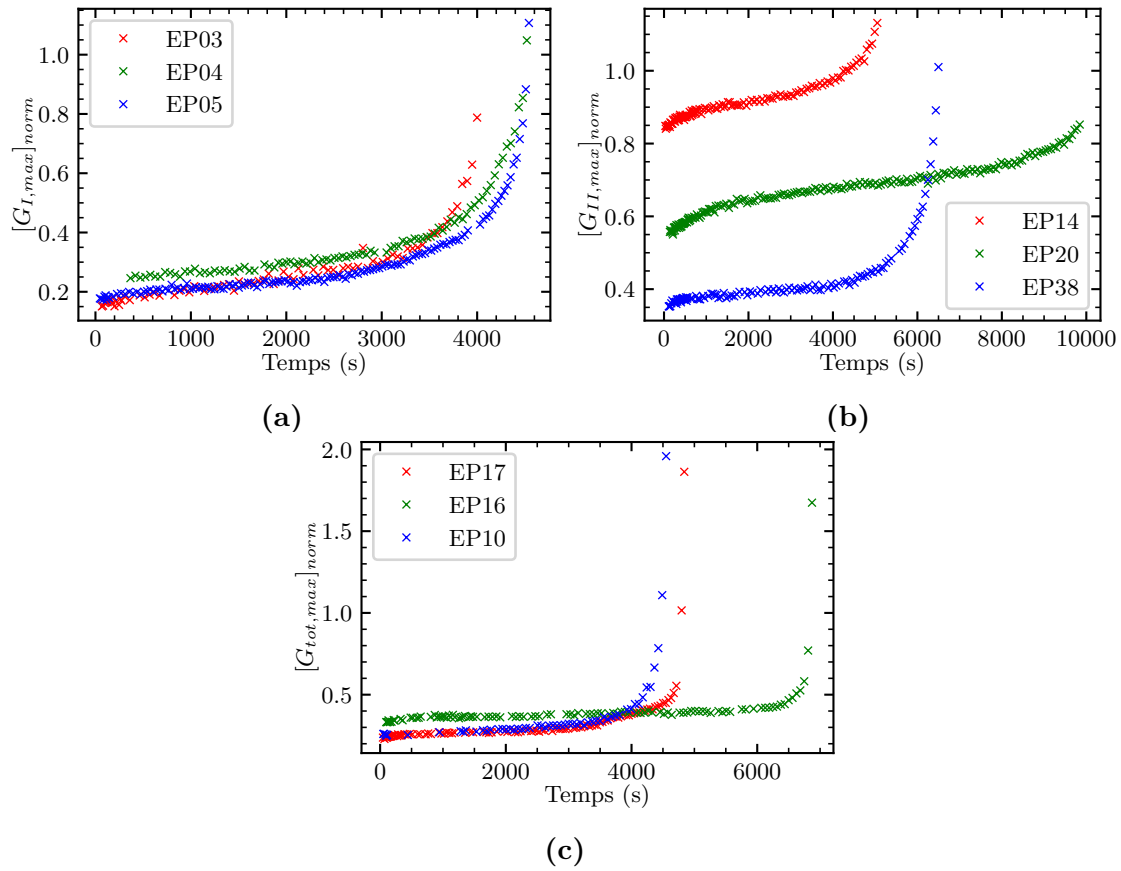 EP03
EP04
EP05
[G_{I,max}]_{norm}
1.0
0.8
0.6
0.4
0.2
0 1000 2000 3000 4000
Temps (s)
(a)
EP14
EP20
EP38
[G_{II,max}]_{norm}
1.0
0.8
0.6
0.4
0 2000 4000 6000 8000 10000
Temps (s)
(b)
EP17
EP16
EP10
[G_{tot,max}]_{norm}
2.0
1.5
1.0
0.5
0 2000 4000 6000
Temps (s)
(c)